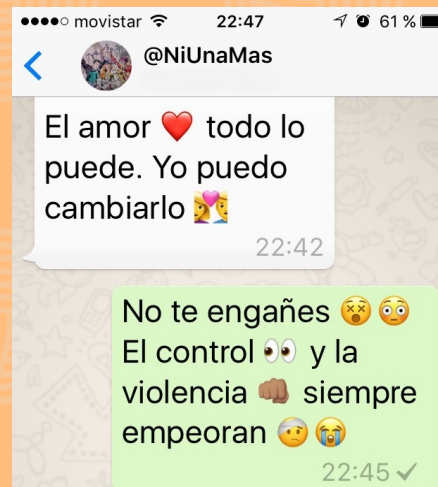 movistar 22:47 61 %
@NiUnaMas
El amor ❤️ todo lo
puede. Yo puedo
cambiarlo 💏
22:42
No te engañes 😵😳
El control 👀 y la
violencia 👊🏽 siempre
empeoran 🤕😭
22:45 ✓